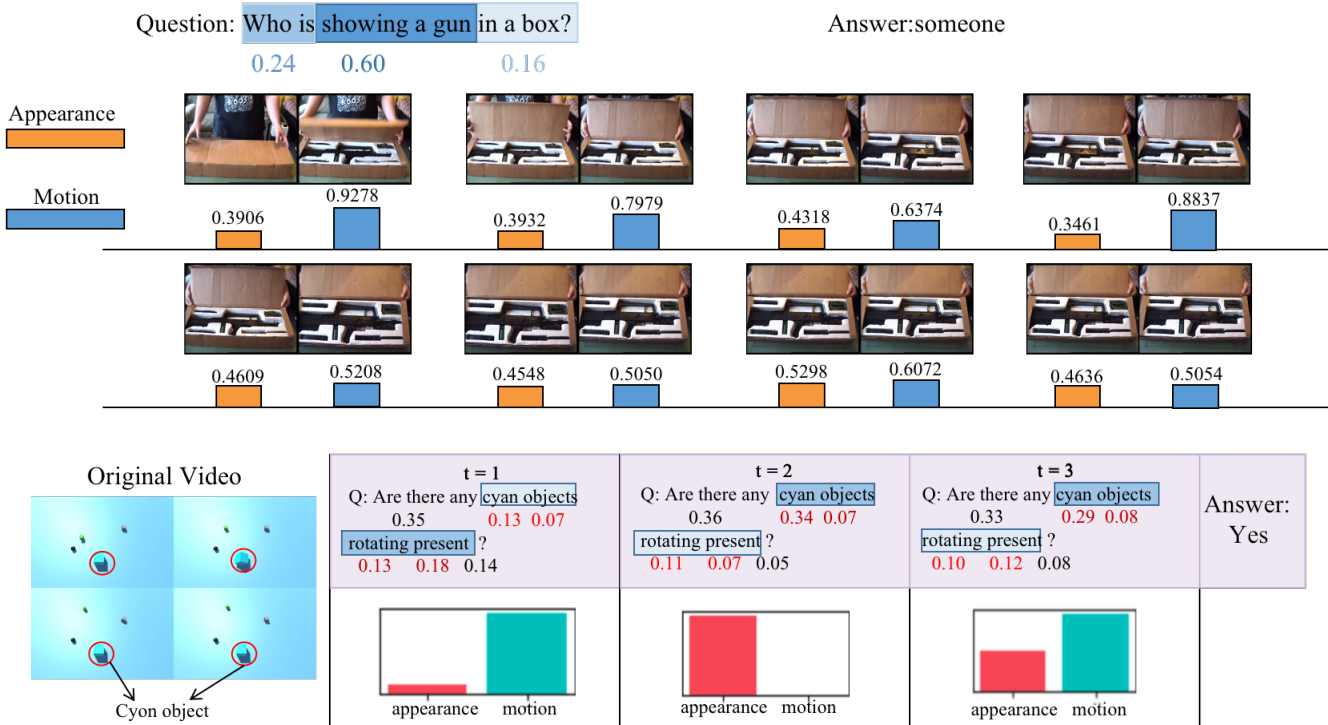 Question: Who is showing a gun in a box? Answer:someone
0.24 0.60 0.16
Appearance
Motion
0.3906 0.9278 0.3932 0.7979 0.4318 0.6374 0.3461 0.8837
0.4609 0.5208 0.4548 0.5050 0.5298 0.6072 0.4636 0.5054
Original Video
Cyon object
t = 1
Q: Are there any cyan objects
0.35 0.13 0.07
rotating present ?
0.13 0.18 0.14
appearance motion
t = 2
Q: Are there any cyan objects
0.36 0.34 0.07
rotating present ?
0.11 0.07 0.05
appearance motion
t = 3
Q: Are there any cyan objects
0.33 0.29 0.08
rotating present ?
0.10 0.12 0.08
appearance motion
Answer:
Yes